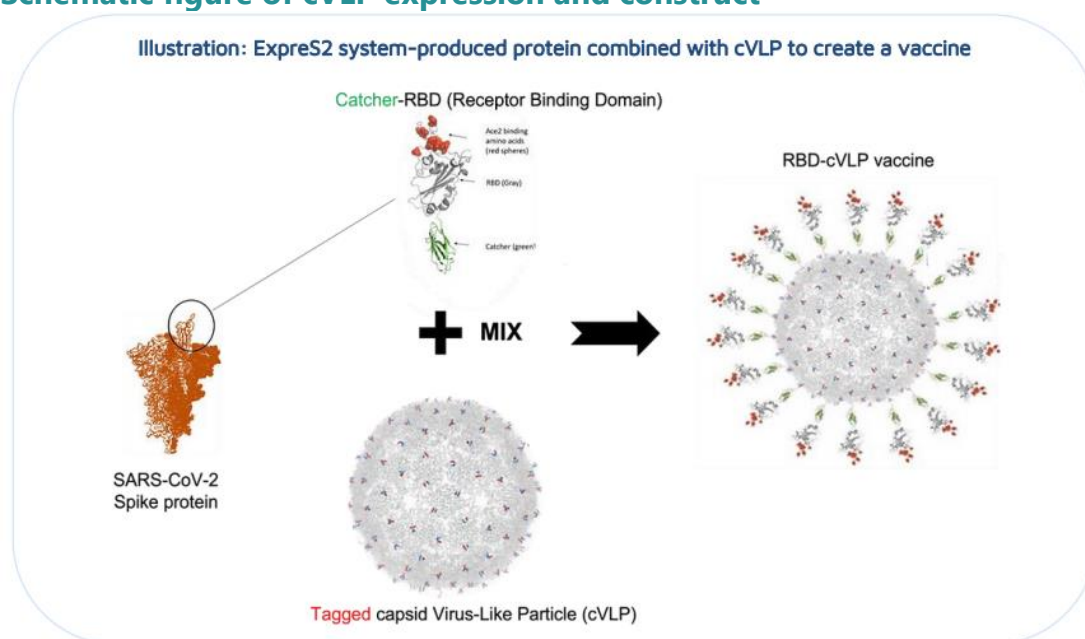 Schematic figure of cVLP expression and construct
Illustration: ExpreS2 system-produced protein combined with cVLP to create a vaccine
Catcher-RBD (Receptor Binding Domain)
Ace2 binding
amino acids
(red spheres)
RBD (Gray)
Catcher (green)
RBD-cVLP vaccine
MIX
SARS-CoV-2
Spike protein
Tagged capsid Virus-Like Particle (cVLP)